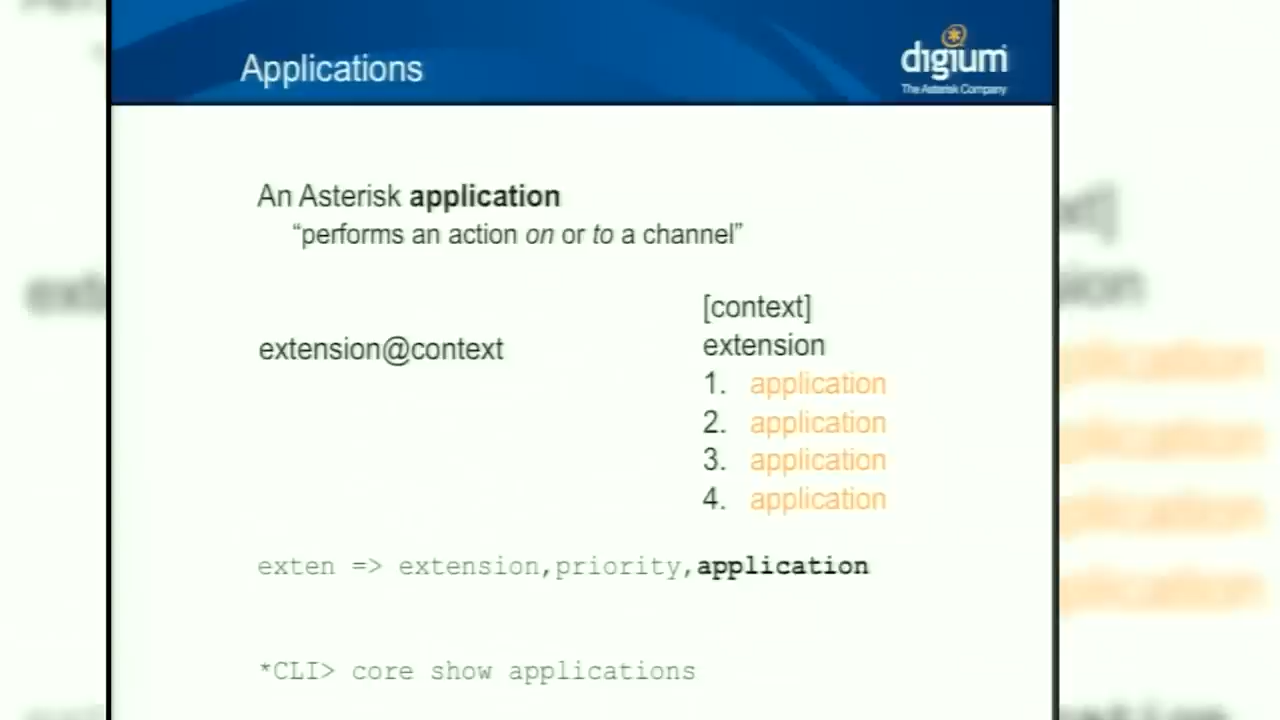 Applications
digium
The Asterisk Company
An Asterisk application
“performs an action on or to a channel”
[context]
extension@context
extension
1. application
2. application
3. application
4. application
exten => extension,priority,application
*CLI> core show applications